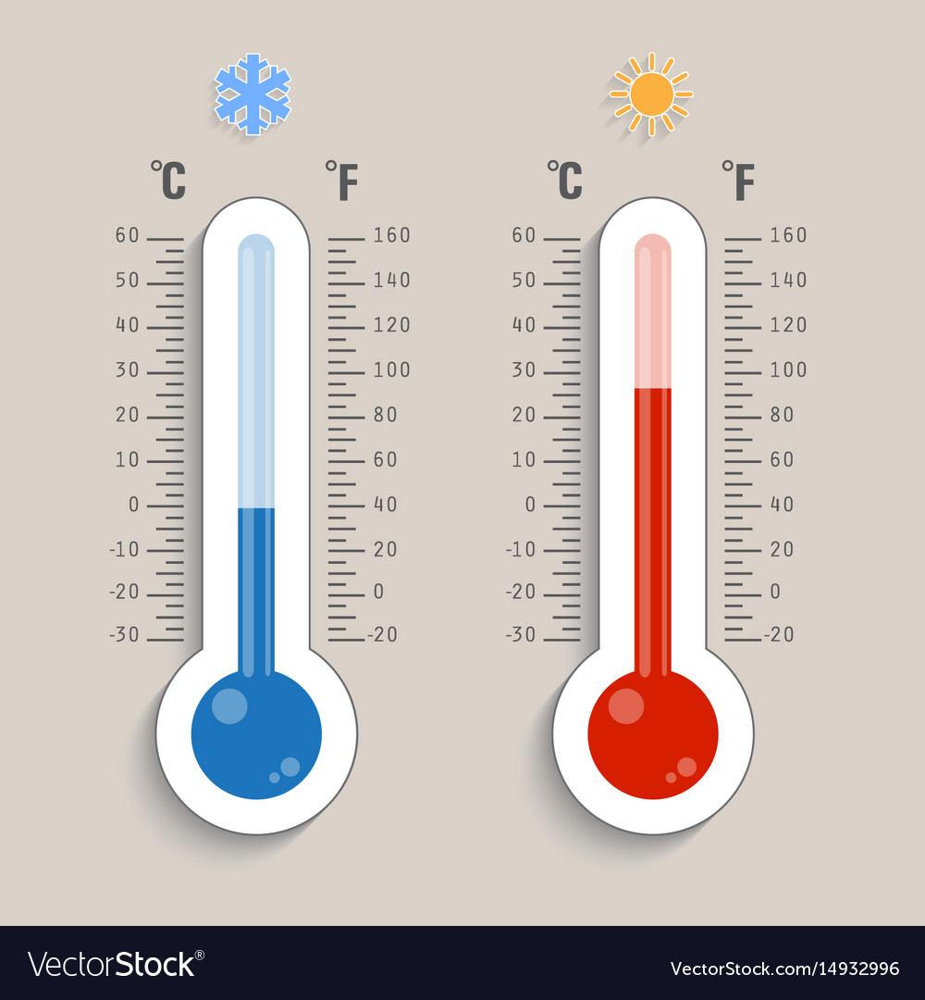 ℃ °F ℃ °F
60 160 60 160
50 140 50 140
40 120 40 120
30 100 30 100
20 80 20 80
10 60 10 60
0 40 0 40
-10 20 -10 20
-20 0 -20 0
-30 -20 -30 -20
VectorStock® VectorStock.com/14932996